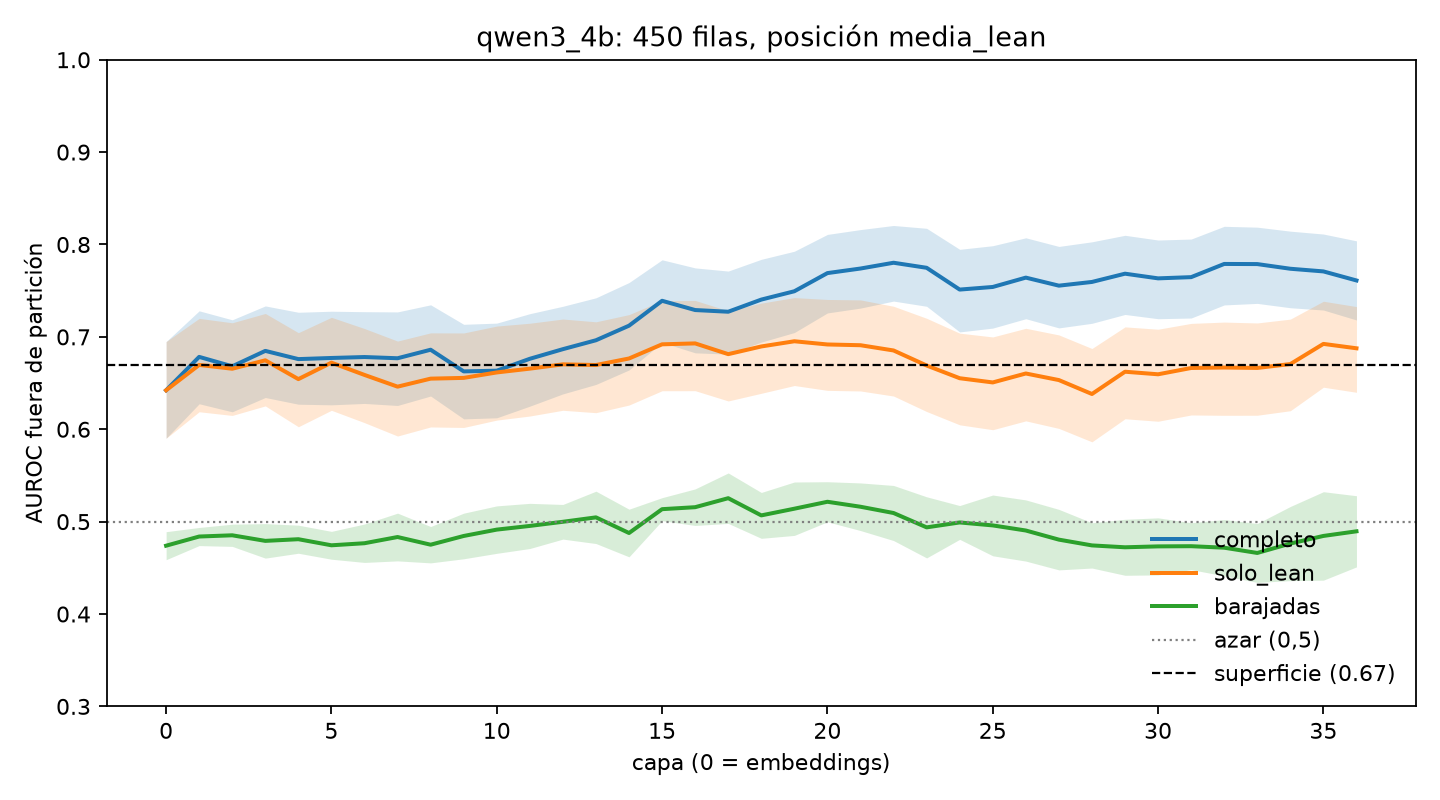 qwen3_4b: 450 filas, posición media_lean
1.0
0.9
0.8
0.7
0.6
0.5
0.4
0.3
AUROC fuera de partición
0 5 10 15 20 25 30 35
capa (0 = embeddings)
completo
solo_lean
barajadas
azar (0,5)
superficie (0.67)